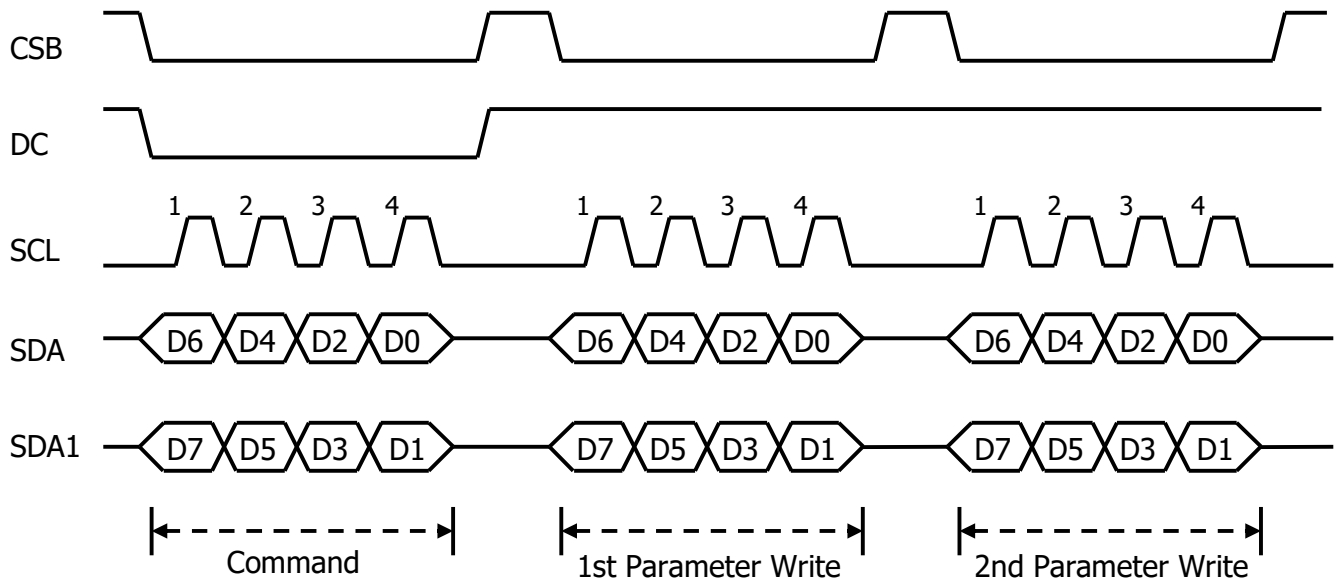 CSB
DC
1 2 3 4 1 2 3 4 1 2 3 4
SCL
SDA D6 D4 D2 D0 D6 D4 D2 D0 D6 D4 D2 D0
SDA1 D7 D5 D3 D1 D7 D5 D3 D1 D7 D5 D3 D1
Command 1st Parameter Write 2nd Parameter Write